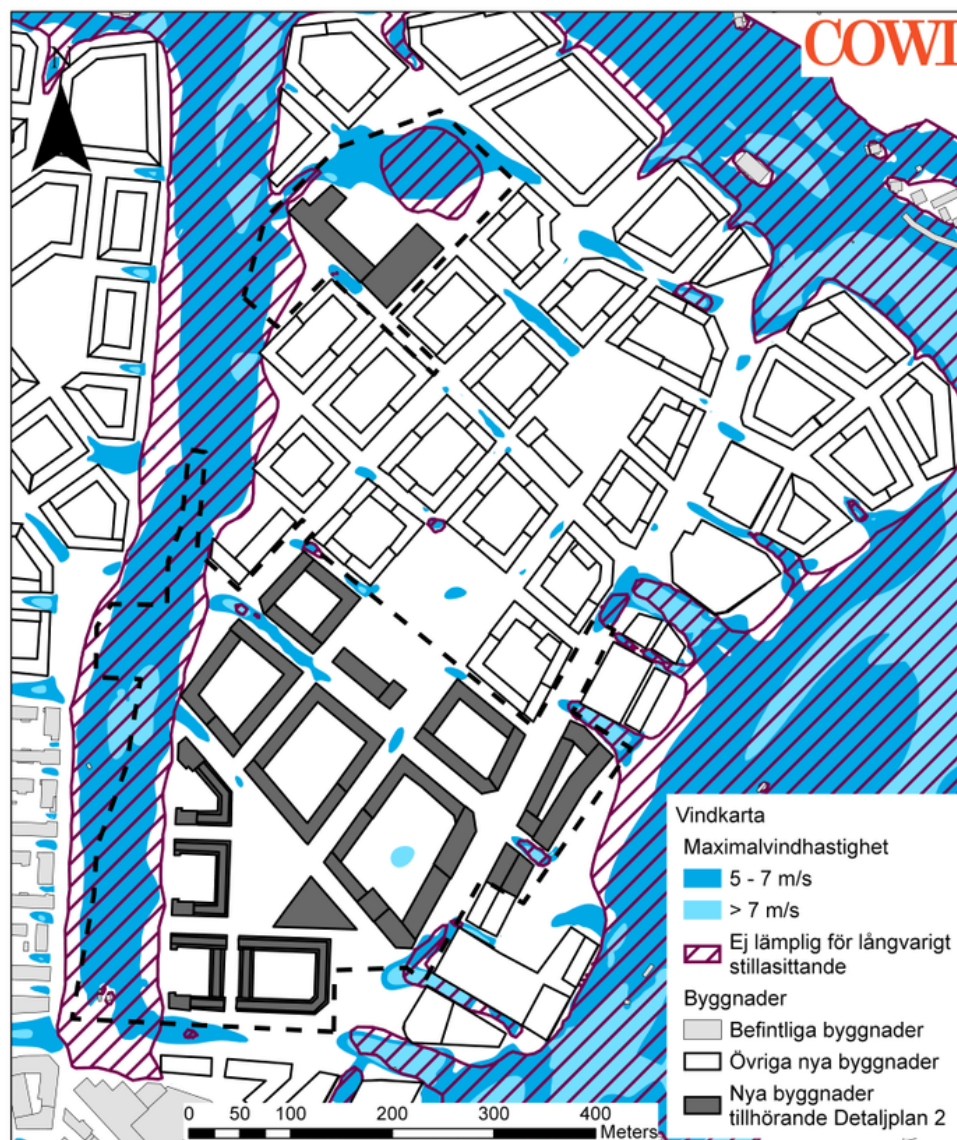 COWI
Vindkarta
Maximalvindhastighet
5 - 7 m/s
> 7 m/s
Ej lämplig för långvarigt
stillasittande
Byggnader
Befintliga byggnader
Övriga nya byggnader
Nya byggnader
tillhörande Detaljplan 2
0 50 100 200 300 400
Meters